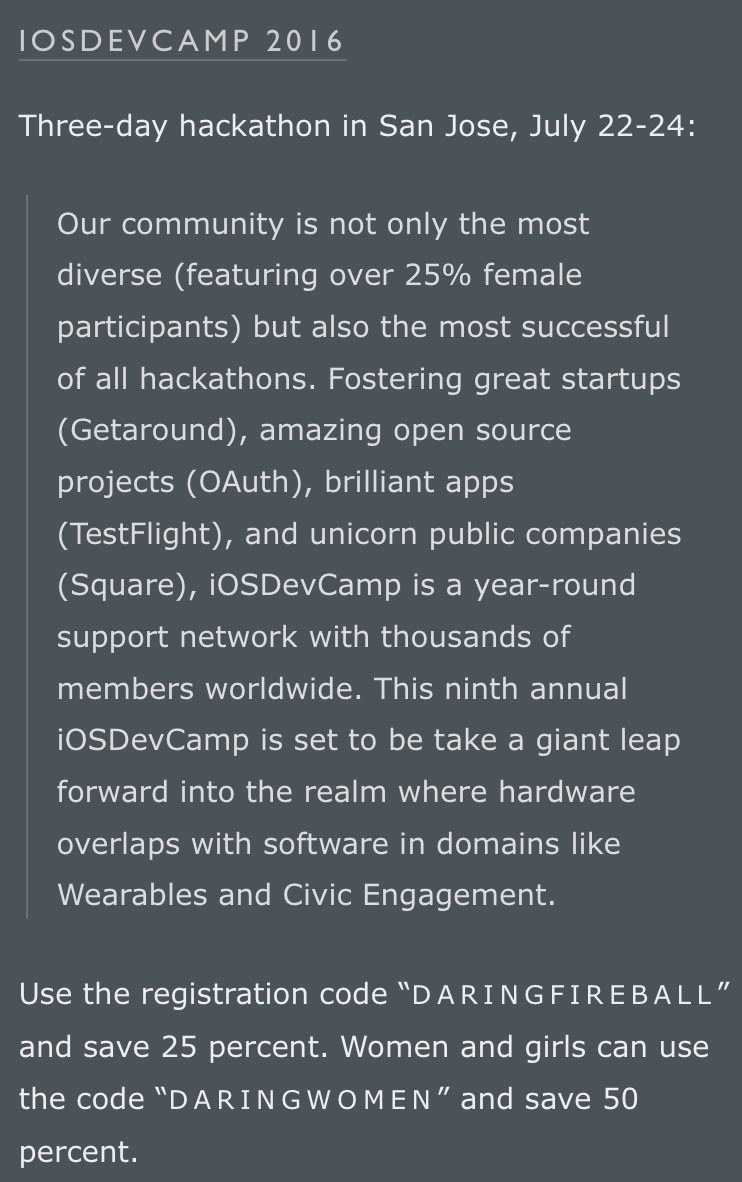 IOSDEVCAMP 2016
Three-day hackathon in San Jose, July 22-24:
Our community is not only the most
diverse (featuring over 25% female
participants) but also the most successful
of all hackathons. Fostering great startups
(Getaround), amazing open source
projects (OAuth), brilliant apps
(TestFlight), and unicorn public companies
(Square), iOSDevCamp is a year-round
support network with thousands of
members worldwide. This ninth annual
iOSDevCamp is set to be take a giant leap
forward into the realm where hardware
overlaps with software in domains like
Wearables and Civic Engagement.
Use the registration code “DARINGFIREBALL”
and save 25 percent. Women and girls can use
the code “DARINGWOMEN” and save 50
percent.